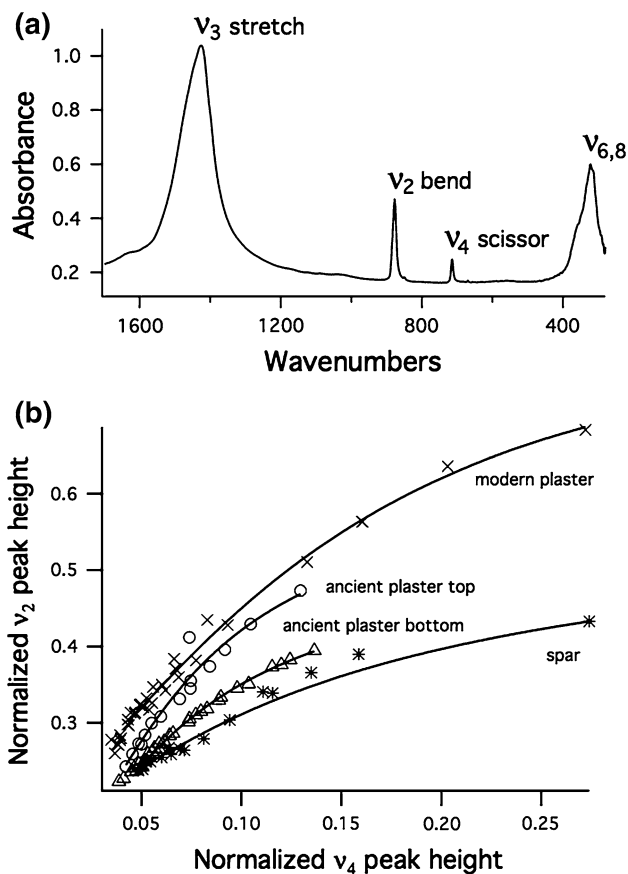 (a)
ν3 stretch
1.0
0.8
0.6
0.4
0.2
Absorbance
ν2 bend
ν4 scissor
ν6,8
1600
1200
800
400
Wavenumbers
(b)
0.6
0.5
0.4
0.3
Normalized ν2 peak height
modern plaster
ancient plaster top
ancient plaster bottom
spar
0.05
0.10
0.15
0.20
0.25
Normalized ν4 peak height